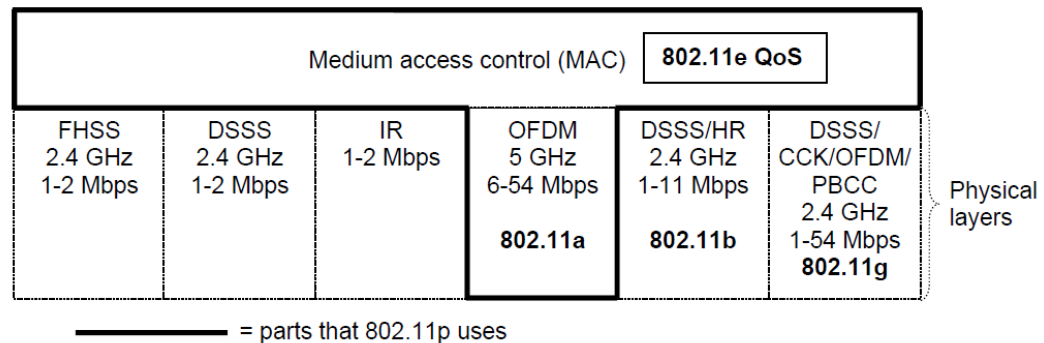 Medium access control (MAC) 802.11e QoS
FHSS
2.4 GHz
1-2 Mbps
DSSS
2.4 GHz
1-2 Mbps
IR
1-2 Mbps
OFDM
5 GHz
6-54 Mbps
802.11a
DSSS/HR
2.4 GHz
1-11 Mbps
802.11b
DSSS/
CCK/OFDM/
PBCC
2.4 GHz
1-54 Mbps
802.11g
Physical
layers
= parts that 802.11p uses